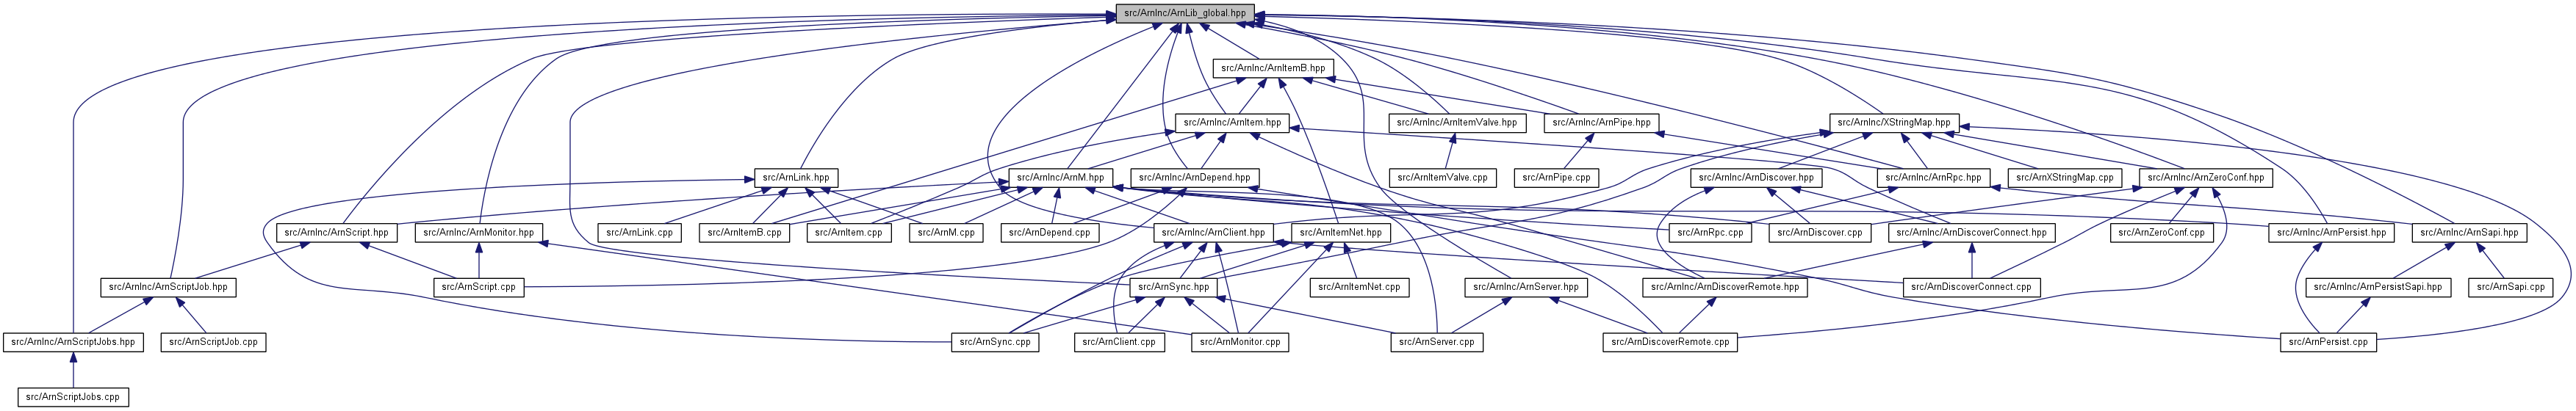 src/ArnInc/ArnLib_global.hpp
src/ArnInc/ArnItemB.hpp
src/ArnInc/ArnItem.hpp
src/ArnInc/ArnItemValve.hpp
src/ArnInc/ArnPipe.hpp
src/ArnInc/XStringMap.hpp
src/ArnLink.hpp
src/ArnInc/ArnM.hpp
src/ArnInc/ArnDepend.hpp
src/ArnItemValve.cpp
src/ArnPipe.cpp
src/ArnInc/ArnDiscover.hpp
src/ArnInc/ArnRpc.hpp
src/ArnXStringMap.cpp
src/ArnInc/ArnZeroConf.hpp
src/ArnInc/ArnScript.hpp
src/ArnInc/ArnMonitor.hpp
src/ArnLink.cpp
src/ArnItemB.cpp
src/ArnItem.cpp
src/ArnM.cpp
src/ArnDepend.cpp
src/ArnInc/ArnClient.hpp
src/ArnItemNet.hpp
src/ArnRpc.cpp
src/ArnDiscover.cpp
src/ArnInc/ArnDiscoverConnect.hpp
src/ArnZeroConf.cpp
src/ArnInc/ArnPersist.hpp
src/ArnInc/ArnSapi.hpp
src/ArnInc/ArnScriptJob.hpp
src/ArnScript.cpp
src/ArnSync.hpp
src/ArnItemNet.cpp
src/ArnInc/ArnServer.hpp
src/ArnInc/ArnDiscoverRemote.hpp
src/ArnDiscoverConnect.cpp
src/ArnInc/ArnPersistSapi.hpp
src/ArnSapi.cpp
src/ArnInc/ArnScriptJobs.hpp
src/ArnScriptJob.cpp
src/ArnSync.cpp
src/ArnClient.cpp
src/ArnMonitor.cpp
src/ArnServer.cpp
src/ArnDiscoverRemote.cpp
src/ArnPersist.cpp
src/ArnScriptJobs.cpp